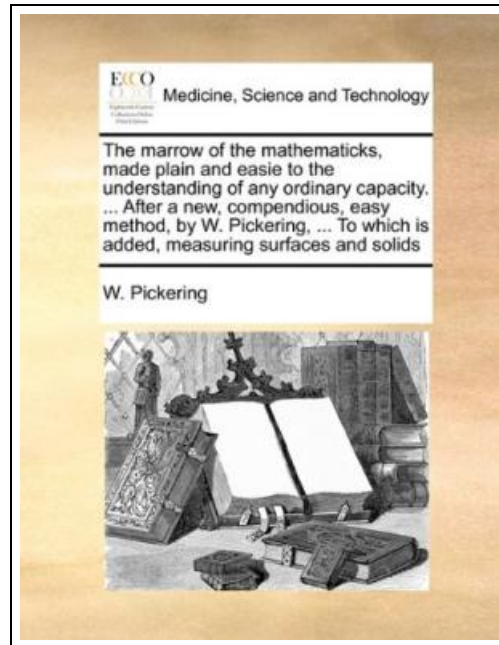 ECCO
Medicine, Science and Technology
The marrow of the mathematicks,
made plain and easie to the
understanding of any ordinary capacity.
... After a new, compendious, easy
method, by W. Pickering, ... To which is
added, measuring surfaces and solids
W. Pickering